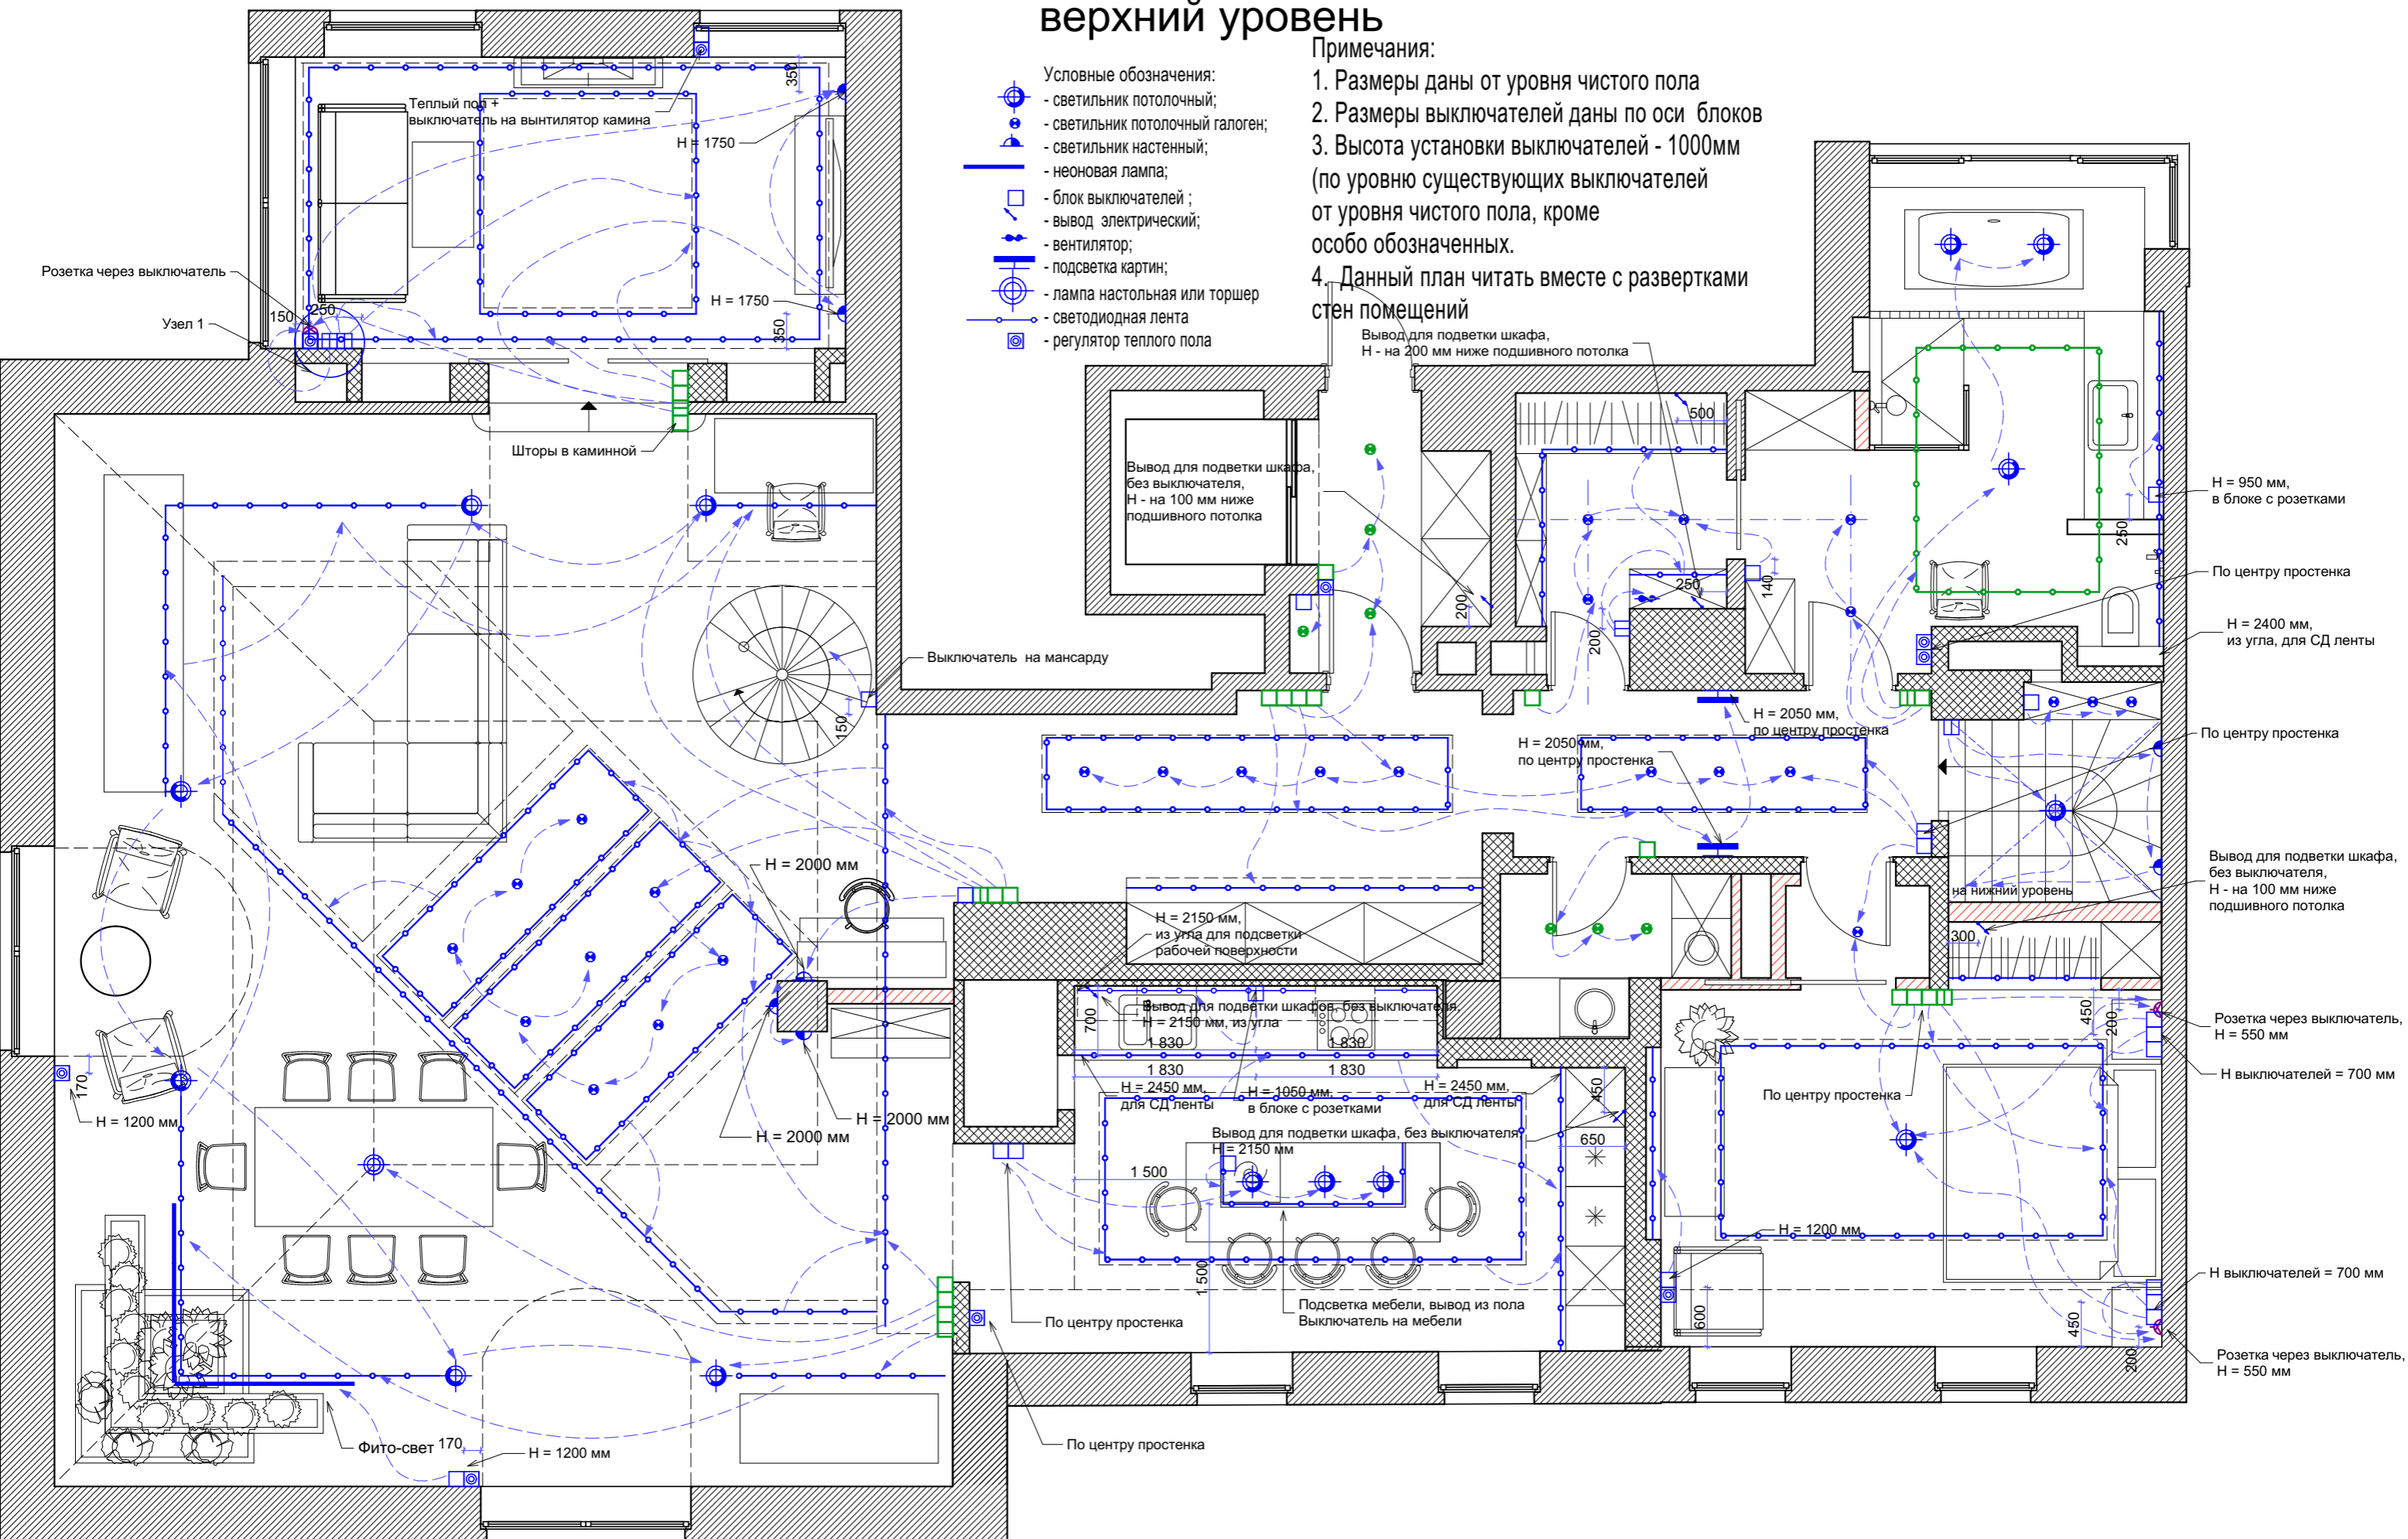 верхний уровень
Условные обозначения:
- светильник потолочный;
- светильник потолочный галоген;
- светильник настенный;
- неоновая лампа;
- блок выключателей ;
- вывод электрический;
- вентилятор;
- подсветка картин;
- лампа настольная или торшер
- светодиодная лента
- регулятор теплого пола
Примечания:
1. Размеры даны от уровня чистого пола
2. Размеры выключателей даны по оси блоков
3. Высота установки выключателей - 1000мм
(по уровню существующих выключателей
от уровня чистого пола, кроме
особо обозначенных.
4. Данный план читать вместе с развертками
стен помещений
Теплый пол +
выключатель на вынтилятор камина
350
H = 1750
H = 1750
350
Розетка через выключатель
150
250
Узел 1
Шторы в каминной
Вывод для подветки шкафа,
H - на 200 мм ниже подшивного потолка
500
Вывод для подветки шкафа,
без выключателя,
H - на 100 мм ниже
подшивного потолка
200
200
250
140
H = 950 мм,
в блоке с розетками
250
По центру простенка
H = 2400 мм,
из угла, для СД ленты
Выключатель на мансарду
150
H = 2050 мм,
по центру простенка
H = 2050 мм,
по центру простенка
По центру простенка
на нижний уровень
Вывод для подветки шкафа,
без выключателя,
H - на 100 мм ниже
подшивного потолка
300
H = 2000 мм
H = 2150 мм,
из угла для подсветки
рабочей поверхности
Вывод для подветки шкафов, без выключателя,
H = 2150 мм, из угла
700
1 830
1 830
1 830
1 830
H = 2450 мм,
для СД ленты
H = 1050 мм,
в блоке с розетками
H = 2450 мм,
для СД ленты
450
Вывод для подветки шкафа, без выключателя,
H = 2150 мм
650
1 500
1 500
По центру простенка
450
200
Розетка через выключатель,
H = 550 мм
H выключателей = 700 мм
170
H = 1200 мм
H = 2000 мм
H = 2000 мм
H = 1200 мм
600
Подсветка мебели, вывод из пола
Выключатель на мебели
По центру простенка
H выключателей = 700 мм
450
200
Розетка через выключатель,
H = 550 мм
Фито-свет
170
H = 1200 мм
По центру простенка